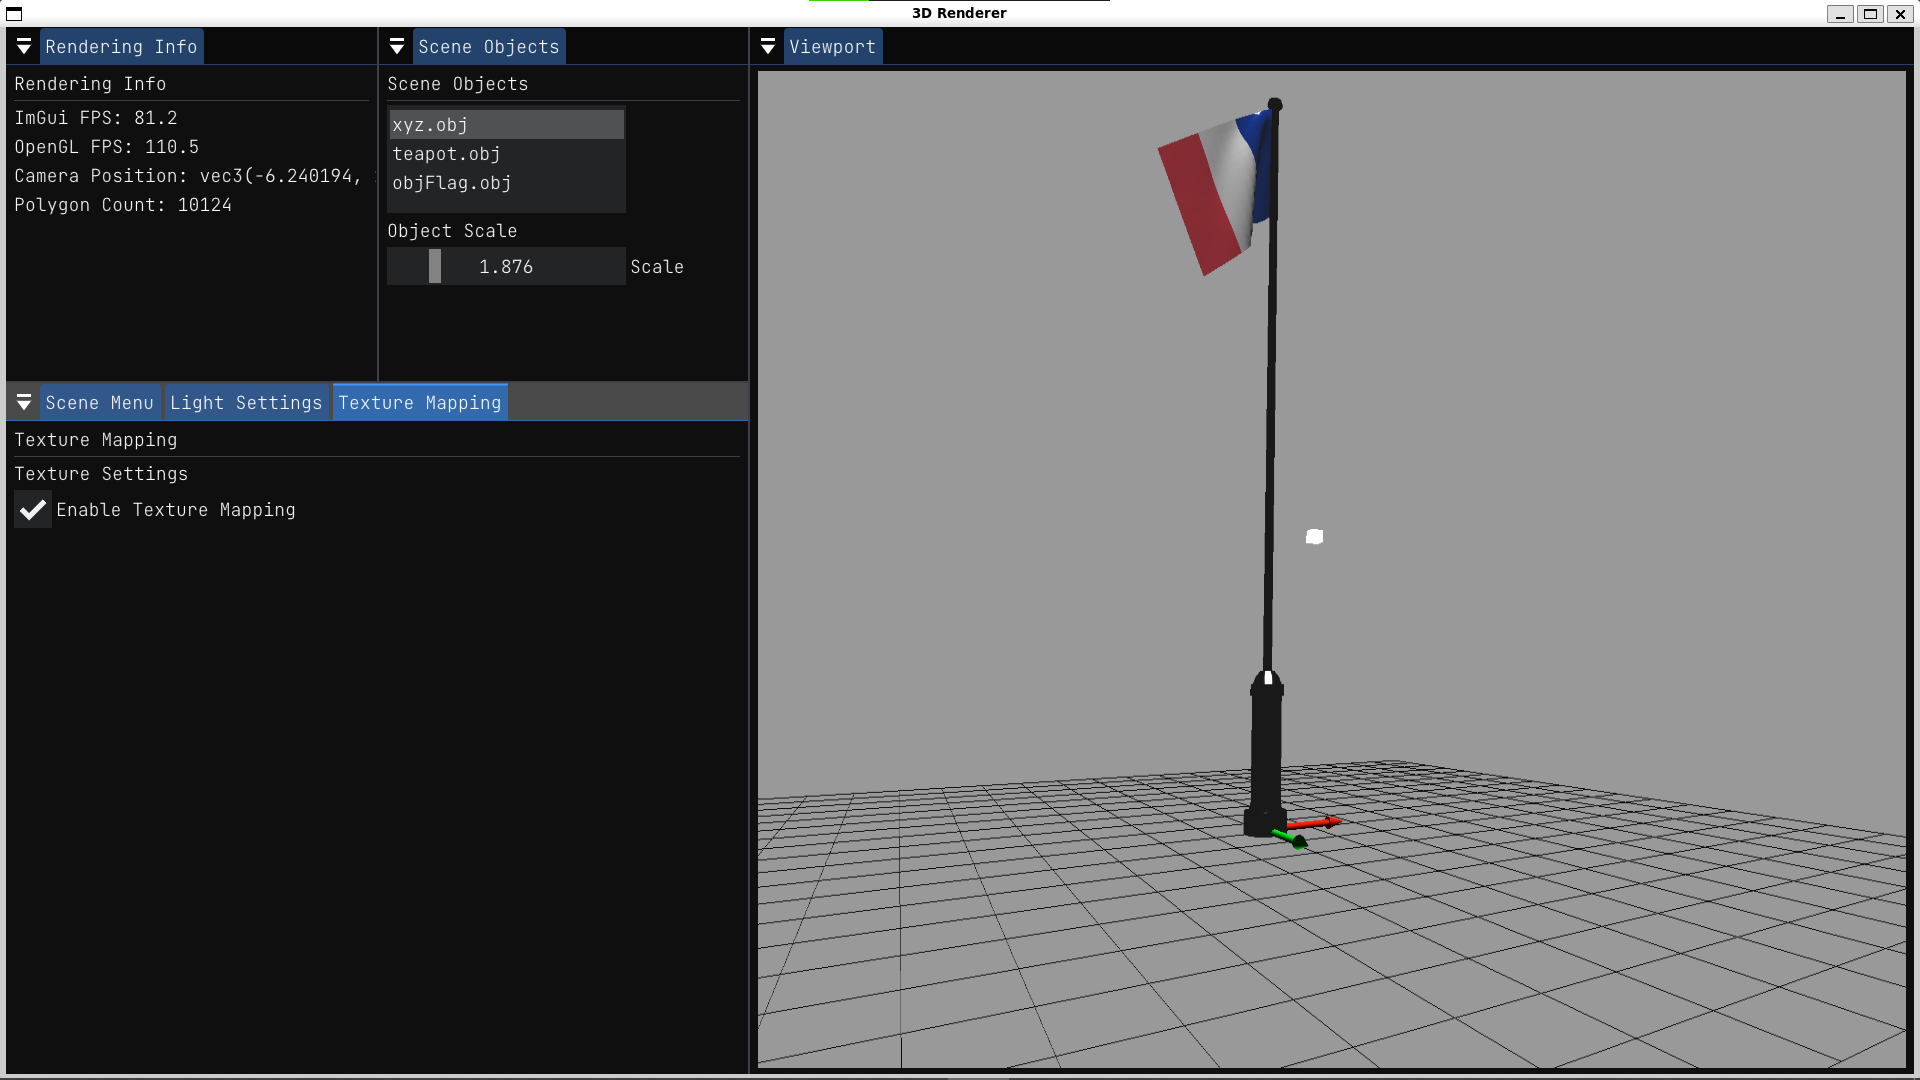 3D Renderer
Rendering Info
Scene Objects
Viewport
Rendering Info
ImGui FPS: 81.2
OpenGL FPS: 110.5
Camera Position: vec3(-6.240194,
Polygon Count: 10124
Scene Objects
xyz.obj
teapot.obj
objFlag.obj
Object Scale
1.876 Scale
Scene Menu
Light Settings
Texture Mapping
Texture Mapping
Texture Settings
Enable Texture Mapping